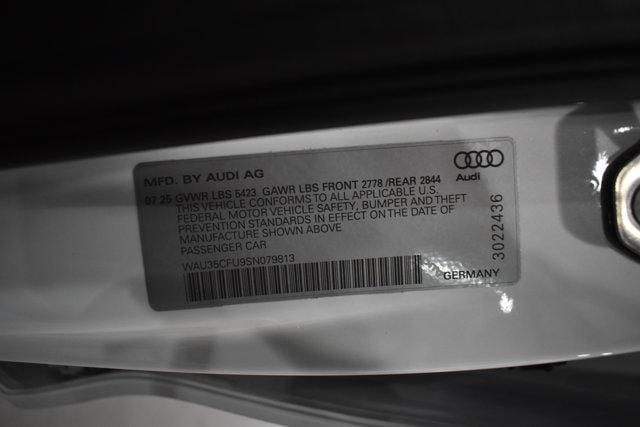 MFD. BY AUDI AG
Audi
07 25 GVWR LBS 5423 GAWR LBS FRONT 2778 /REAR 2844
THIS VEHICLE CONFORMS TO ALL APPLICABLE U.S.
FEDERAL MOTOR VEHICLE SAFETY, BUMPER AND THEFT
PREVENTION STANDARDS IN EFFECT ON THE DATE OF
MANUFACTURE SHOWN ABOVE
PASSENGER CAR
WAU35CFU9SN079813
GERMANY
3022436